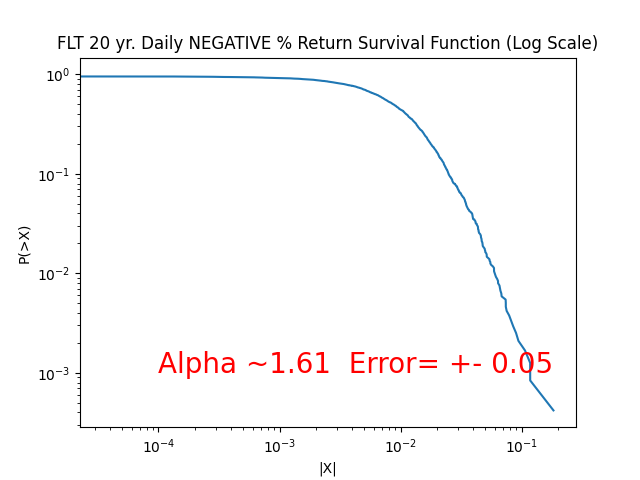 FLT 20 yr. Daily NEGATIVE % Return Survival Function (Log Scale)
10^0
10^-1
10^-2
10^-3
P(>X)
Alpha ~1.61  Error= +- 0.05
10^-4 10^-3 10^-2 10^-1
|X|